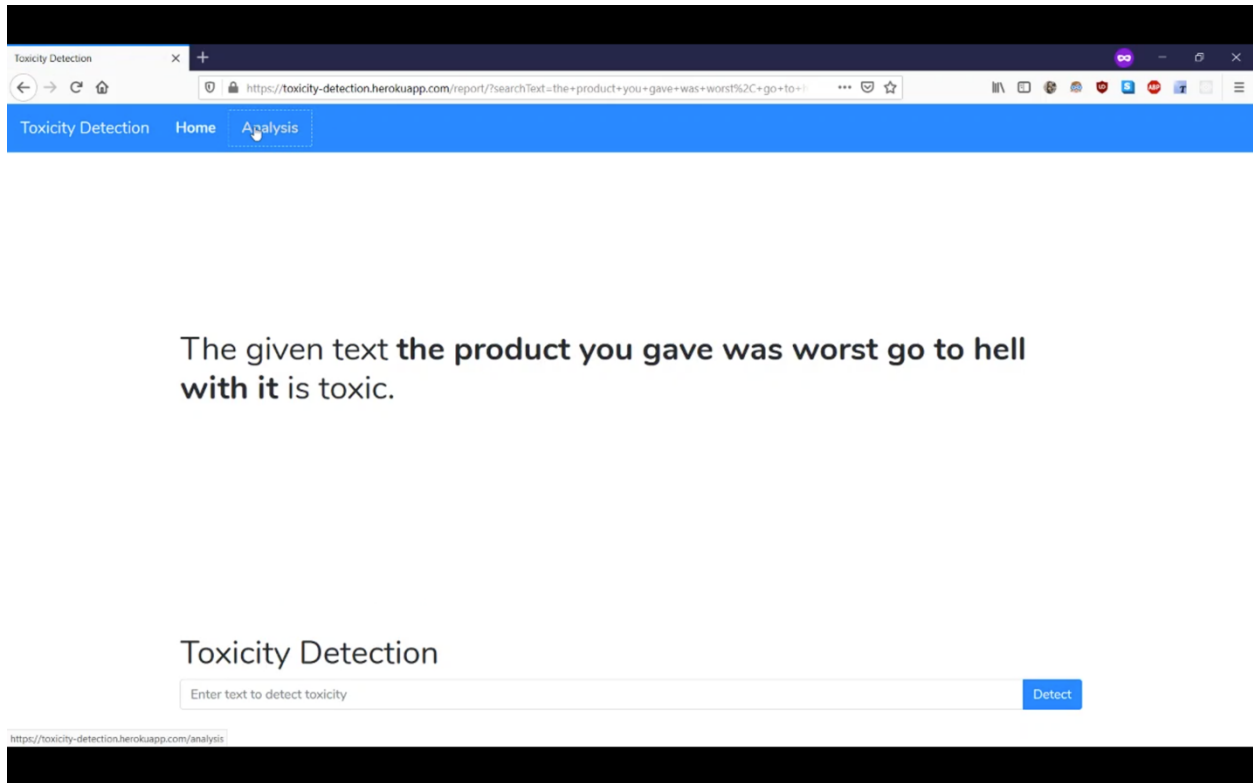 Toxicity Detection
https://toxicity-detection.herokuapp.com/report/?searchText=the+product+you+gave+was+worst%2C+go+to+
Toxicity Detection Home Analysis
The given text the product you gave was worst go to hell
with it is toxic.
Toxicity Detection
Enter text to detect toxicity Detect
https://toxicity-detection.herokuapp.com/analysis